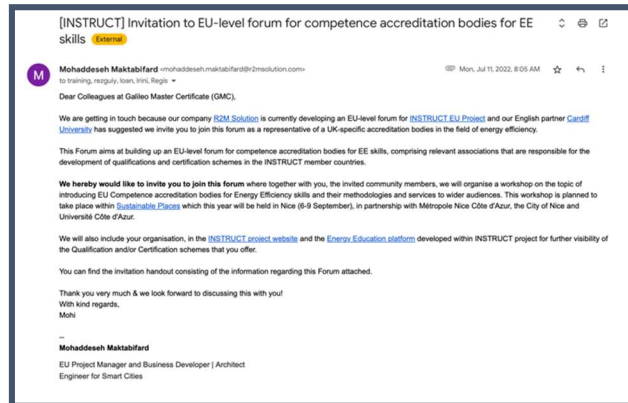 [INSTRUCT] Invitation to EU-level forum for competence accreditation bodies for EE
skills External
M
Mohaddeseh Maktabifard <mohaddeseh.maktabifard@r2msolution.com> Mon, Jul 11, 2022, 8:05 AM
to training, rezguiy, Ioan, Irini, Regis
Dear Colleagues at Galileo Master Certificate (GMC),
We are getting in touch because our company R2M Solution is currently developing an EU-level forum for INSTRUCT EU Project and our English partner Cardiff
University has suggested we invite you to join this forum as a representative of a UK-specific accreditation bodies in the field of energy efficiency.
This Forum aims at building up an EU-level forum for competence accreditation bodies for EE skills, comprising relevant associations that are responsible for the
development of qualifications and certification schemes in the INSTRUCT member countries.
We hereby would like to invite you to join this forum where together with you, the invited community members, we will organise a workshop on the topic of
introducing EU Competence accreditation bodies for Energy Efficiency Skills and their methodologies and services to wider audiences. This workshop is planned to
take place within Sustainable Places which this year will be held in Nice (6-9 September), in partnership with Métropole Nice Côte d'Azur, the City of Nice and
Université Côte d'Azur.
We will also include your organisation, in the INSTRUCT project website and the Energy Education platform developed within INSTRUCT project for further visibility of
the Qualification and/or Certification schemes that you offer.
You can find the invitation handout consisting of the information regarding this Forum attached.
Thank you very much & we look forward to discussing this with you!
With kind regards,
Mohi
--
Mohaddeseh Maktabifard
EU Project Manager and Business Developer | Architect
Engineer for Smart Cities